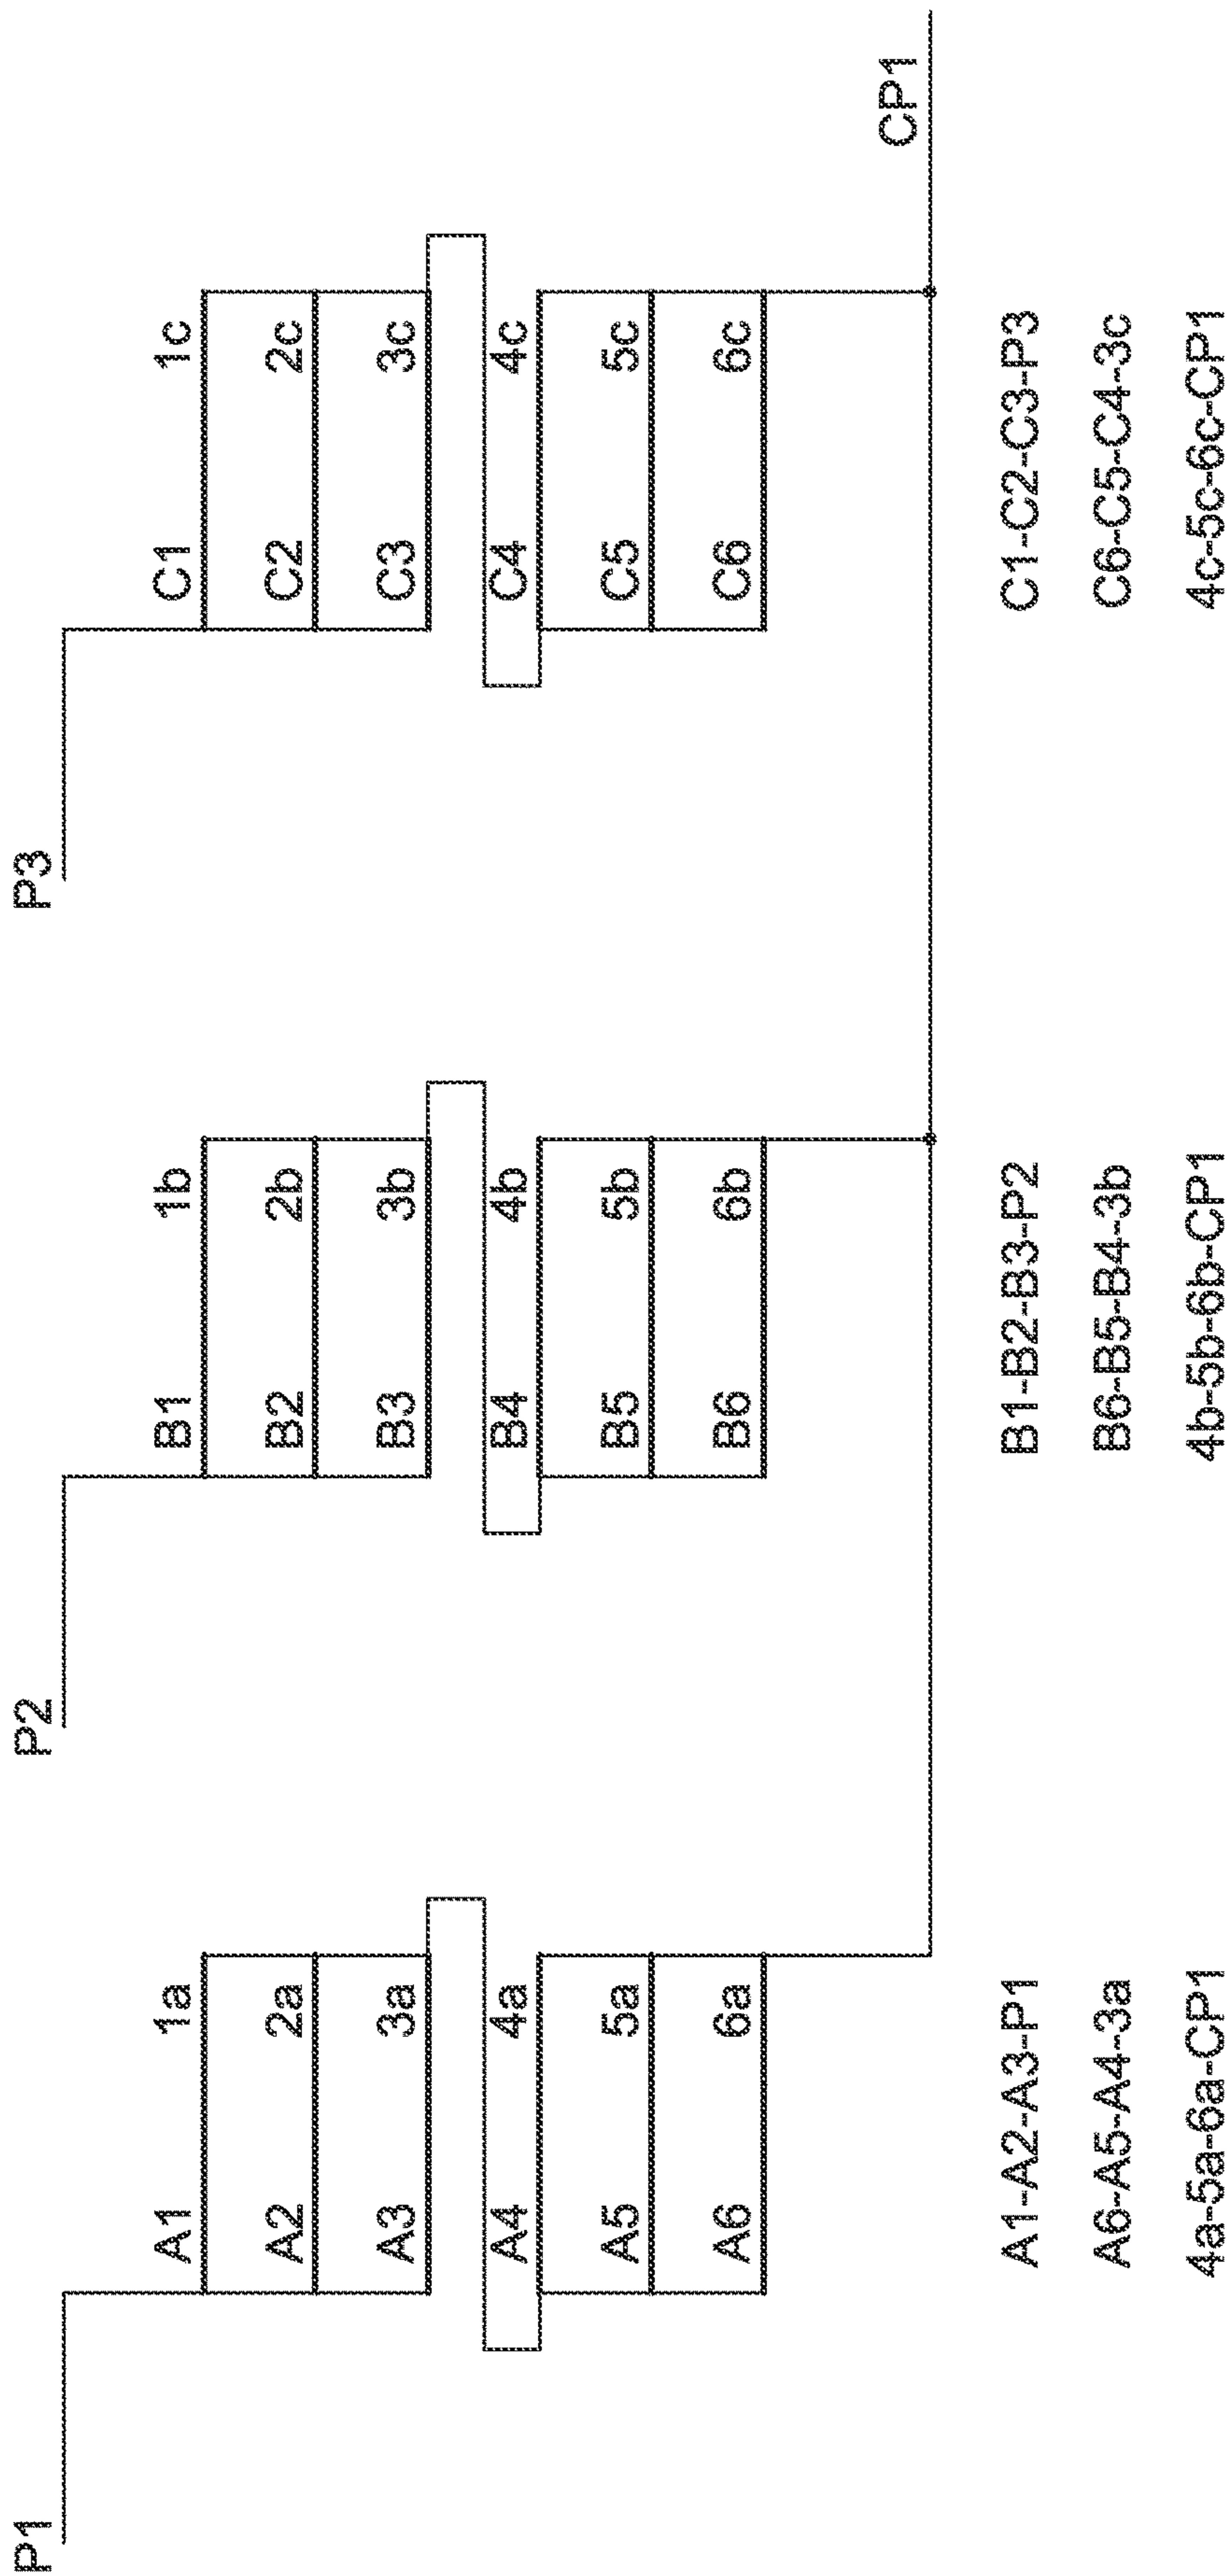 P1 P2 P3
A1 1a B1 1b C1 1c
A2 2a B2 2b C2 2c
A3 3a B3 3b C3 3c
A4 4a B4 4b C4 4c
A5 5a B5 5b C5 5c
A6 6a B6 6b C6 6c
CP1
A1-A2-A3-P1 B1-B2-B3-P2 C1-C2-C3-P3
A6-A5-A4-3a B6-B5-B4-3b C6-C5-C4-3c
4a-5a-6a-CP1 4b-5b-6b-CP1 4c-5c-6c-CP1